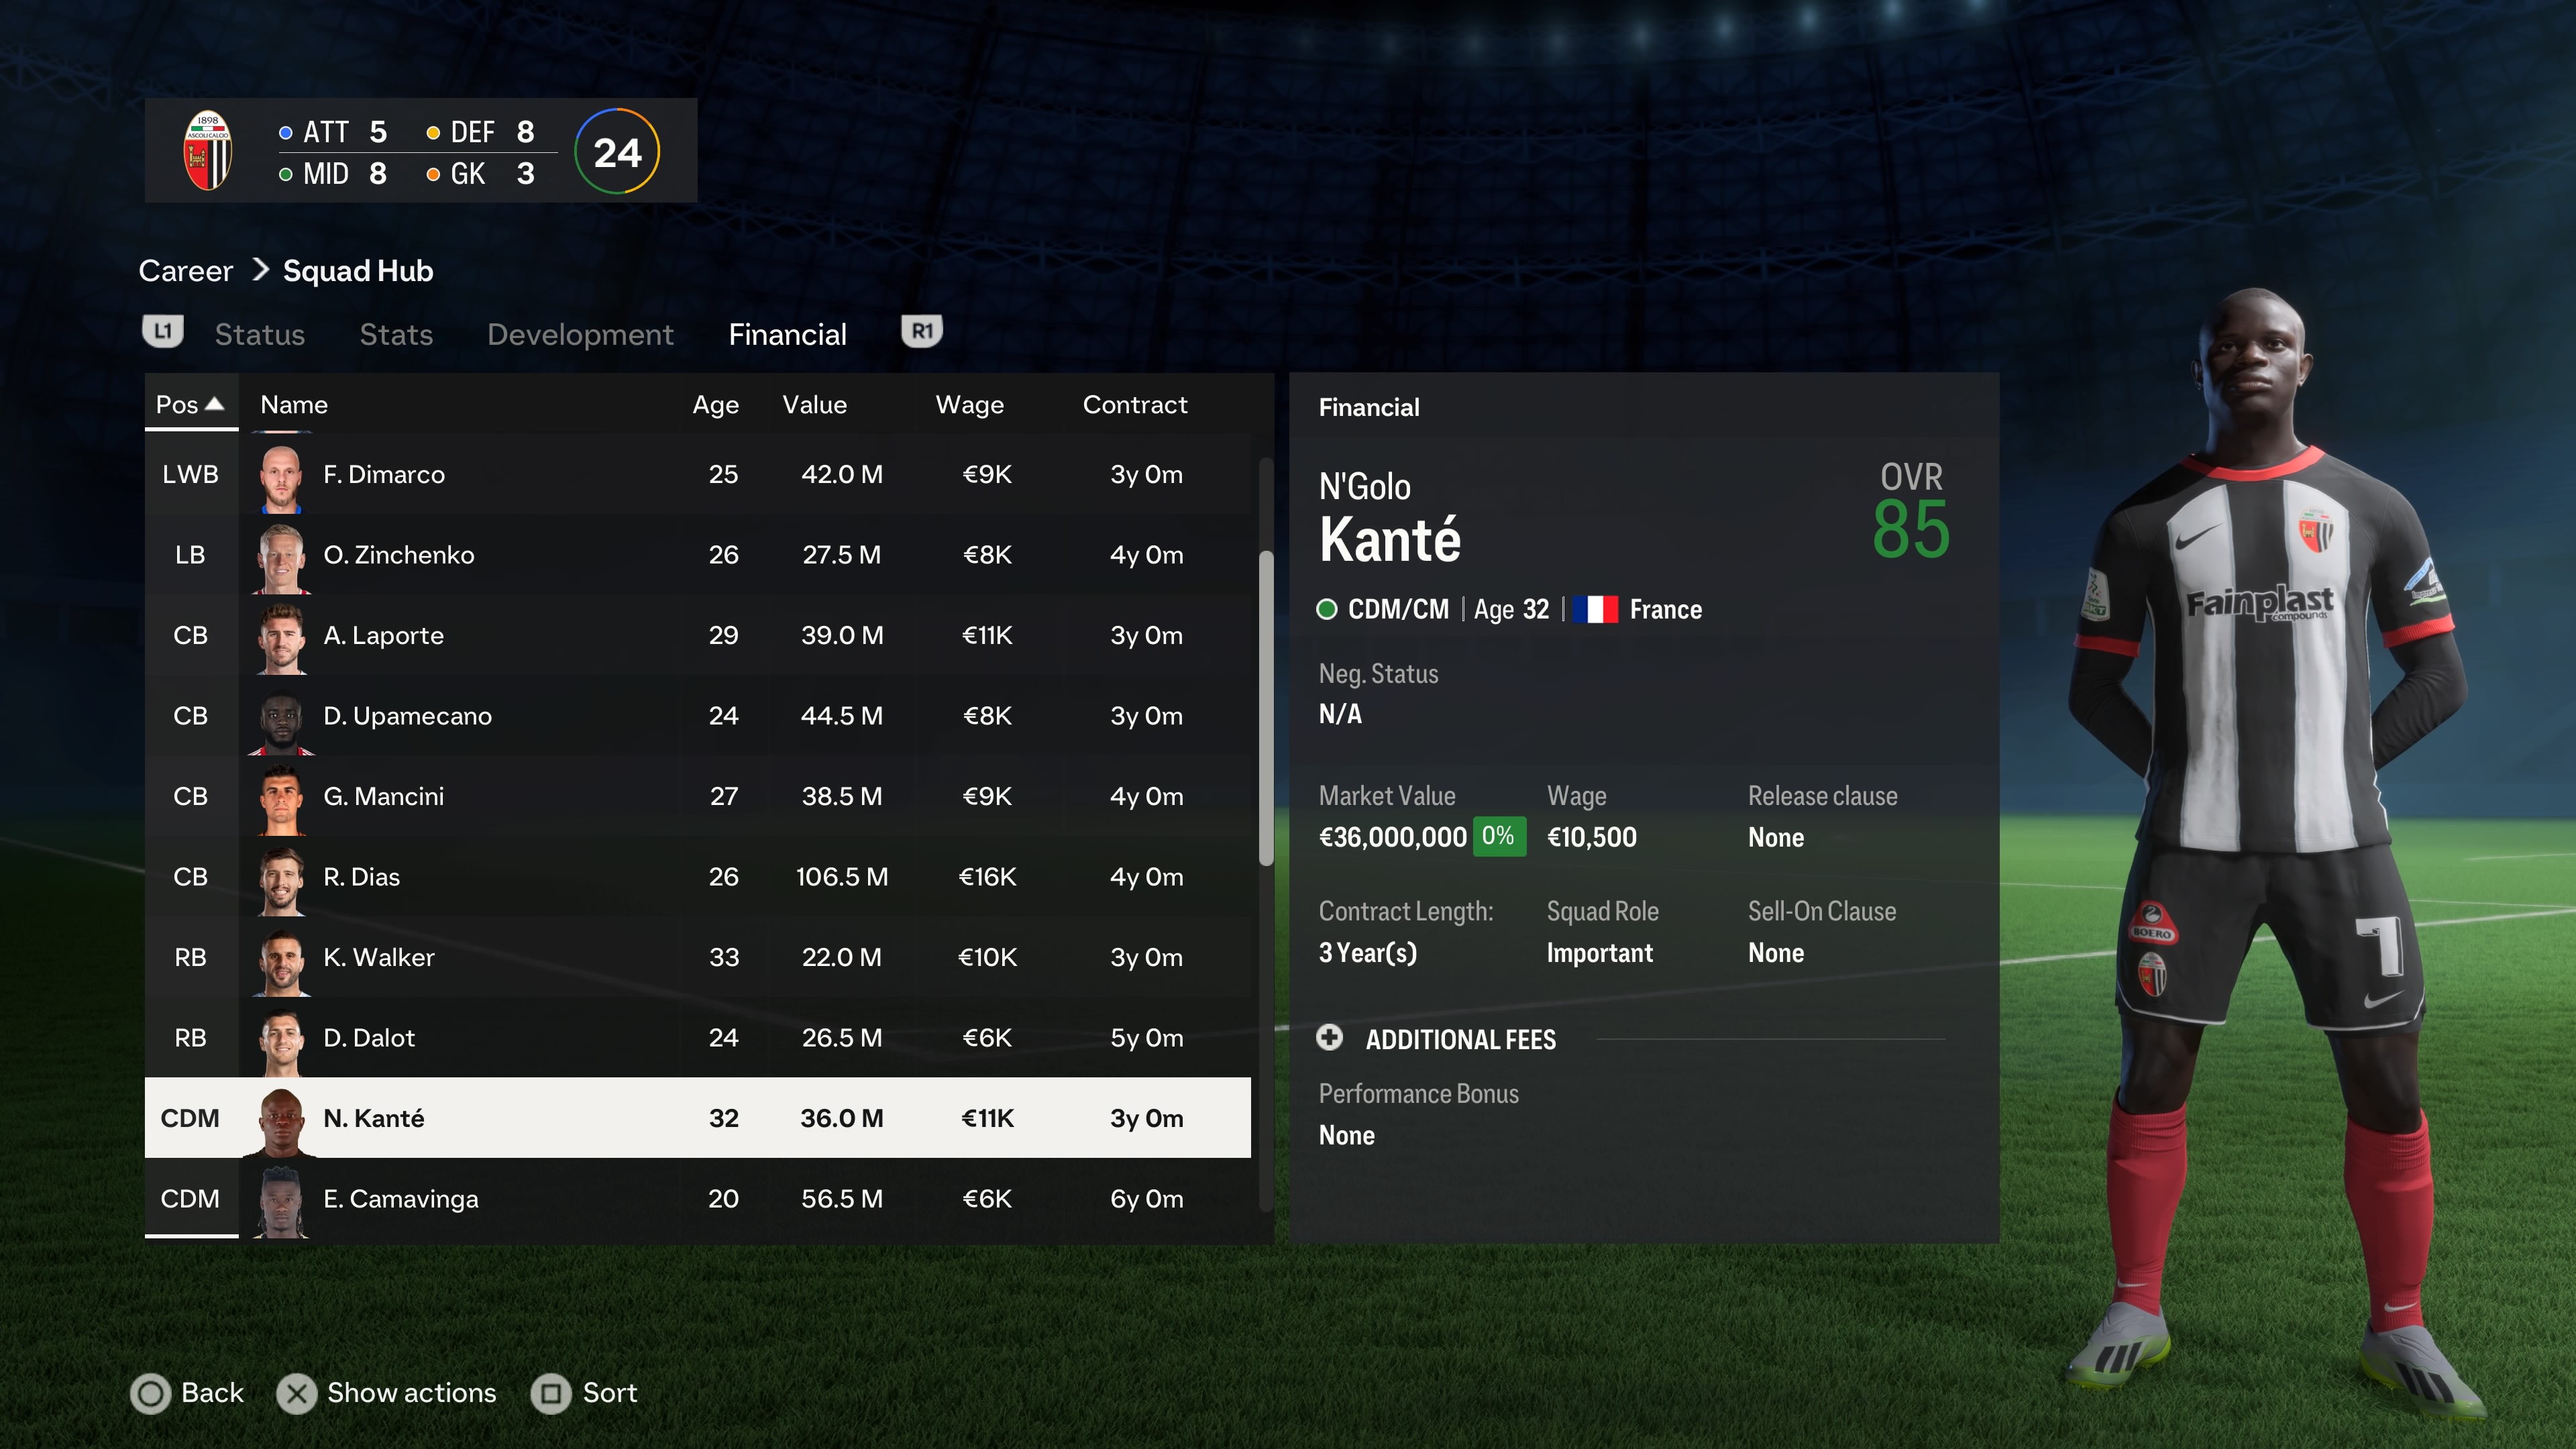 1898
ASCOLI CALCIO
ATT 5 DEF 8
MID 8 GK 3
24
Career > Squad Hub
L1 Status Stats Development Financial R1
Pos Name Age Value Wage Contract
LWB F. Dimarco 25 42.0 M €9K 3y 0m
LB O. Zinchenko 26 27.5 M €8K 4y 0m
CB A. Laporte 29 39.0 M €11K 3y 0m
CB D. Upamecano 24 44.5 M €8K 3y 0m
CB G. Mancini 27 38.5 M €9K 4y 0m
CB R. Dias 26 106.5 M €16K 4y 0m
RB K. Walker 33 22.0 M €10K 3y 0m
RB D. Dalot 24 26.5 M €6K 5y 0m
CDM N. Kanté 32 36.0 M €11K 3y 0m
CDM E. Camavinga 20 56.5 M €6K 6y 0m
Financial
N'Golo
Kanté
OVR
85
CDM/CM | Age 32 | France
Neg. Status
N/A
Market Value Wage Release clause
€36,000,000 0% €10,500 None
Contract Length: Squad Role Sell-On Clause
3 Year(s) Important None
ADDITIONAL FEES
Performance Bonus
None
Fainplast
compounds
BOERO
7
Back Show actions Sort